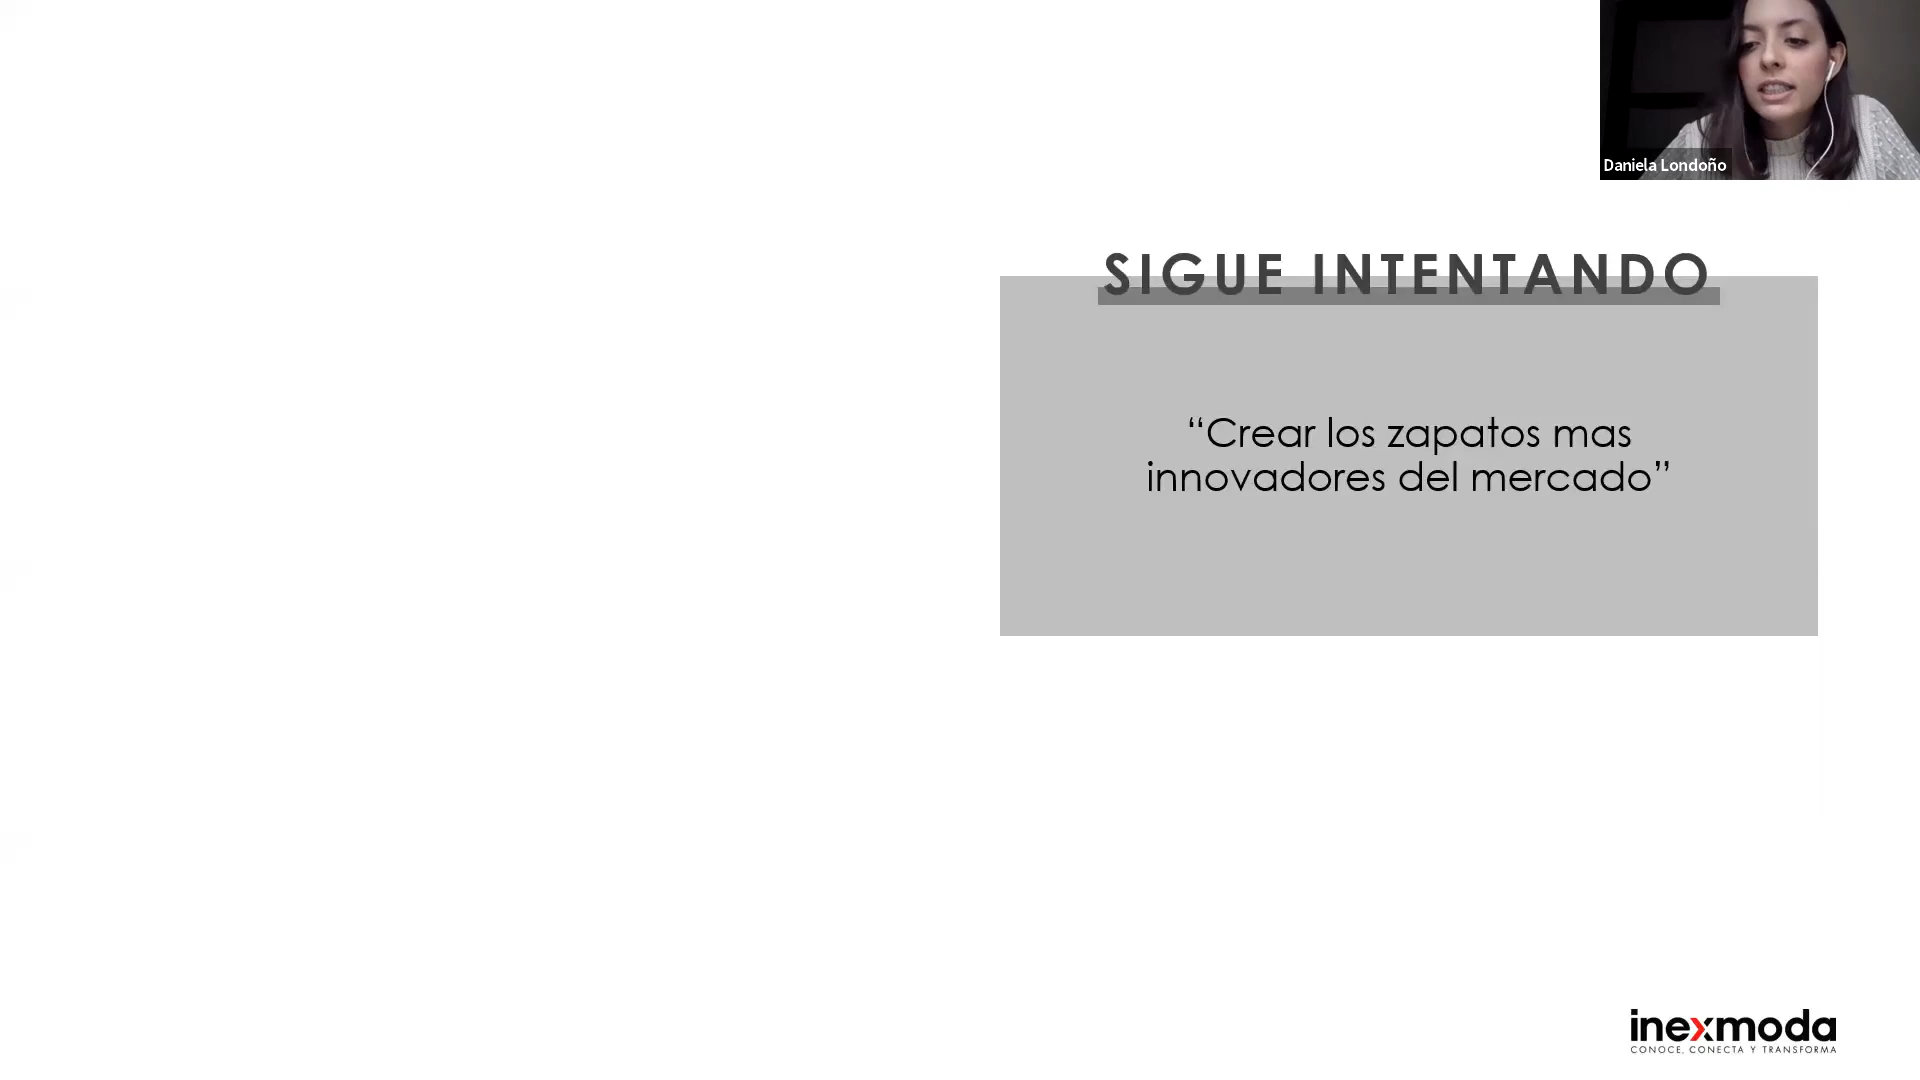 Daniela Londoño
SIGUE INTENTANDO
“Crear los zapatos mas
innovadores del mercado”
inexmoda
CONOCE, CONECTA Y TRANSFORMA